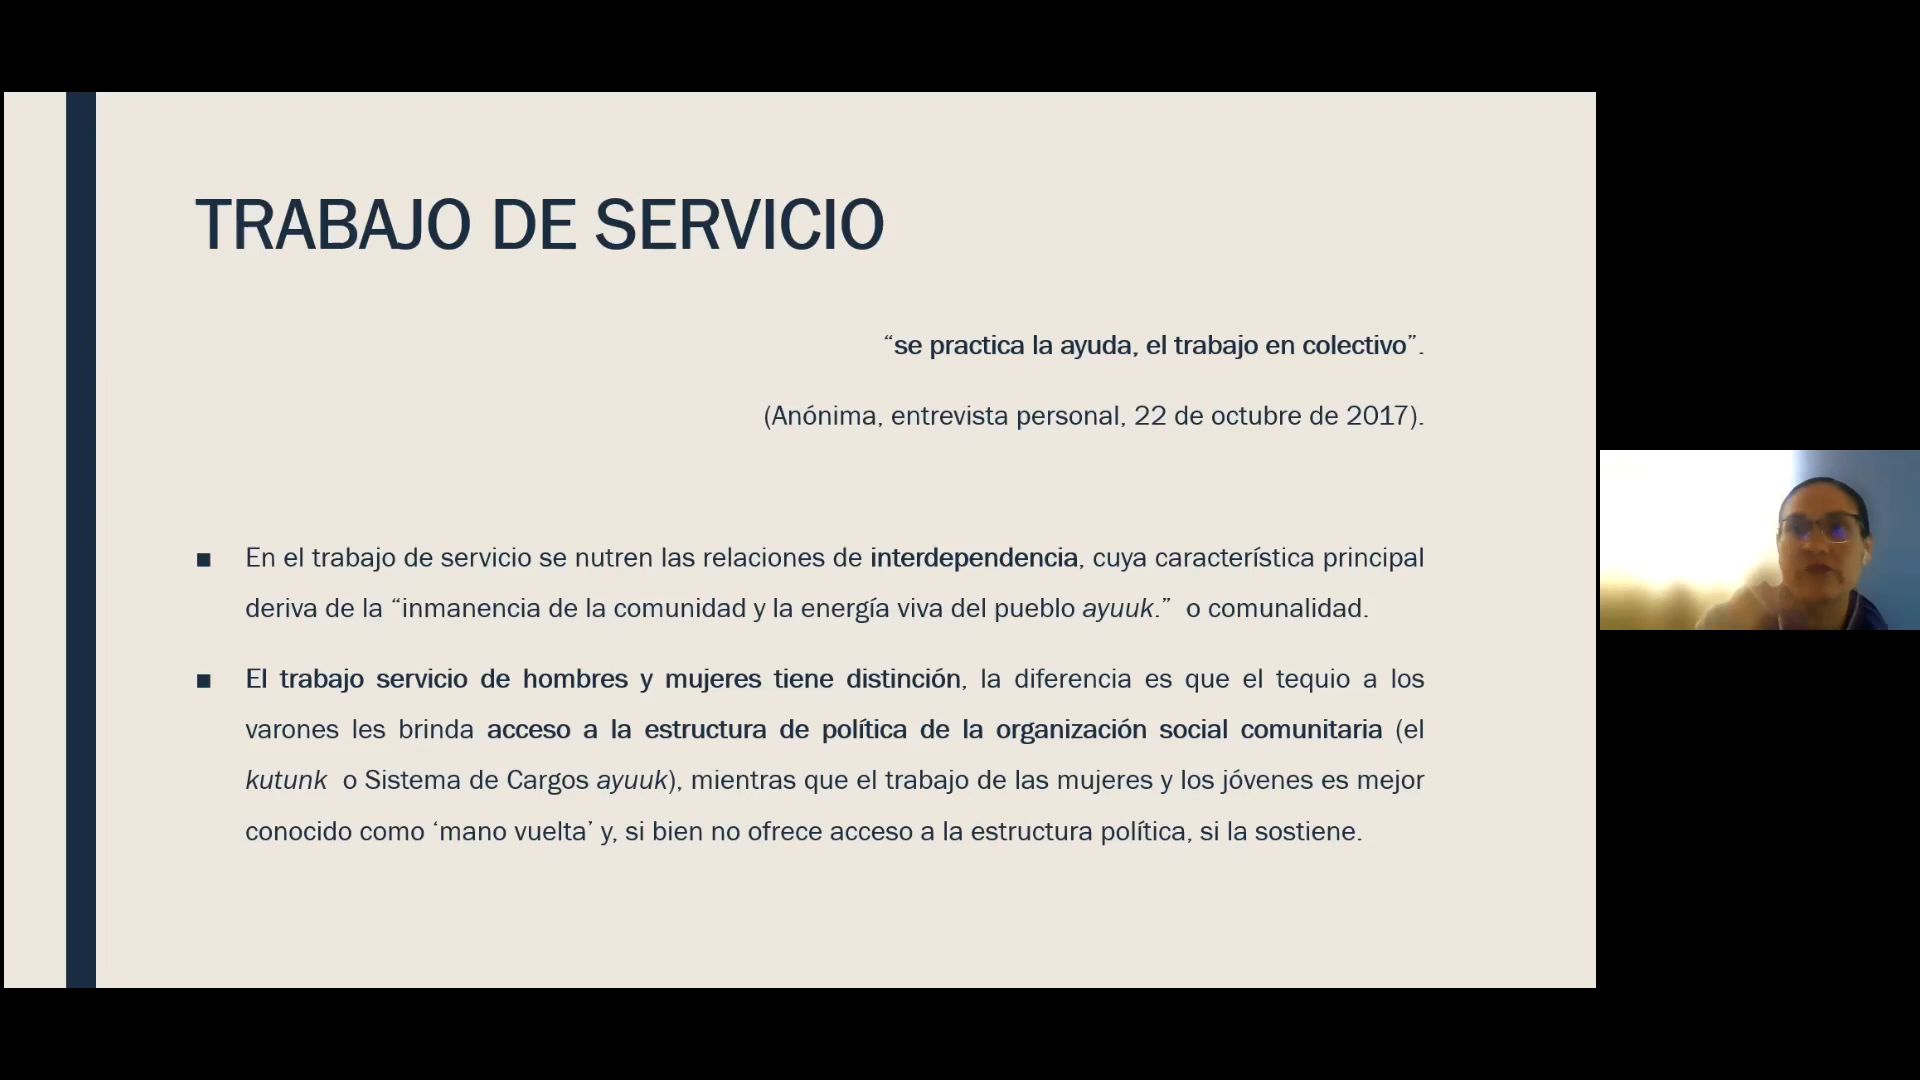 TRABAJO DE SERVICIO
“se practica la ayuda, el trabajo en colectivo”.
(Anónima, entrevista personal, 22 de octubre de 2017).
■ En el trabajo de servicio se nutren las relaciones de interdependencia, cuya característica principal
deriva de la “inmanencia de la comunidad y la energía viva del pueblo ayuuk.” o comunalidad.
■ El trabajo servicio de hombres y mujeres tiene distinción, la diferencia es que el tequio a los
varones les brinda acceso a la estructura de política de la organización social comunitaria (el
kutunk o Sistema de Cargos ayuuk), mientras que el trabajo de las mujeres y los jóvenes es mejor
conocido como ‘mano vuelta’ y, si bien no ofrece acceso a la estructura política, si la sostiene.